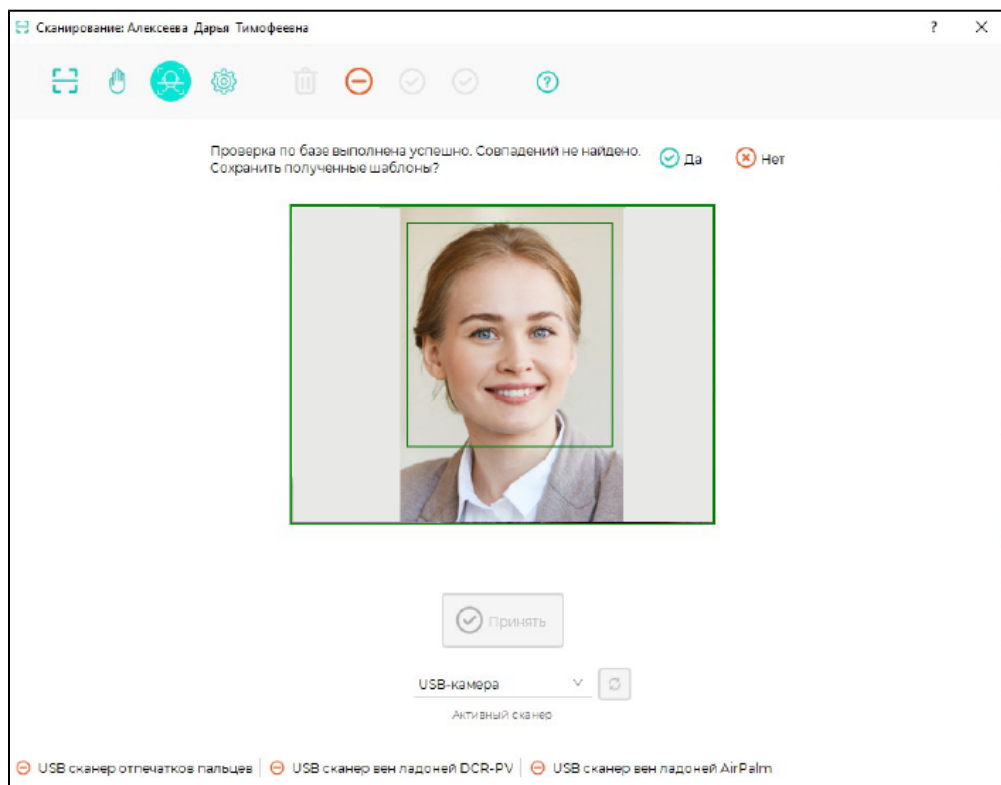 Сканирование: Алексеева Дарья Тимофеевна
?
Проверка по базе выполнена успешно. Совпадений не найдено.
Сохранить полученные шаблоны?
Да
Нет
Принять
USB-камера
Активный сканер
USB сканер отпечатков пальцев
USB сканер вен ладоней DCR-PV
USB сканер вен ладоней AirPalm